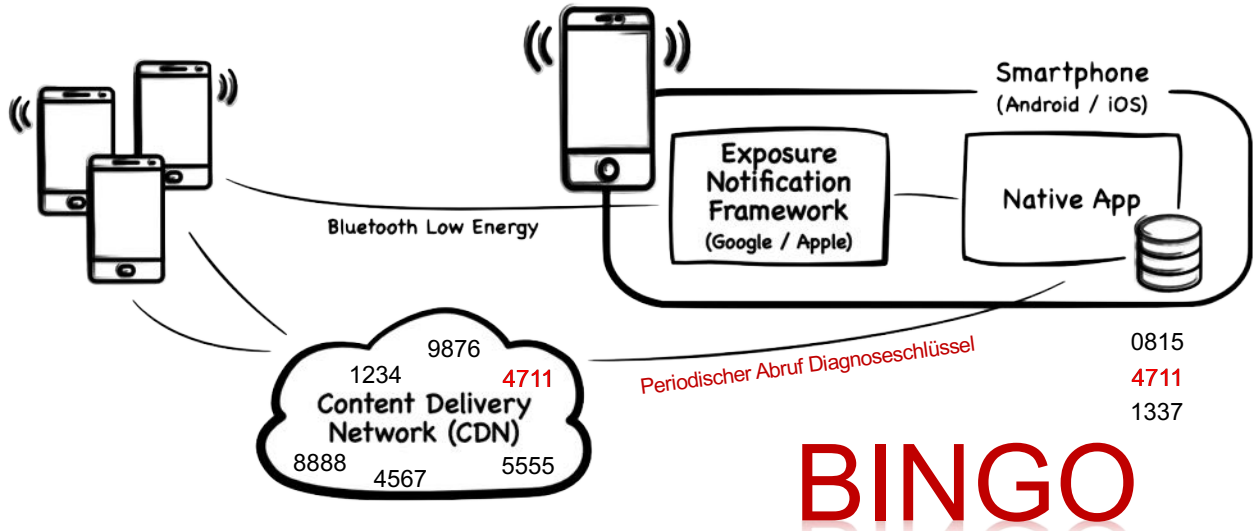 Smartphone
(Android / iOS)
Exposure
Notification
Framework
(Google / Apple)
Native App
Bluetooth Low Energy
9876
1234
4711
Content Delivery
Network (CDN)
8888
4567
5555
Periodischer Abruf Diagnoseschlüssel
0815
4711
1337
BINGO